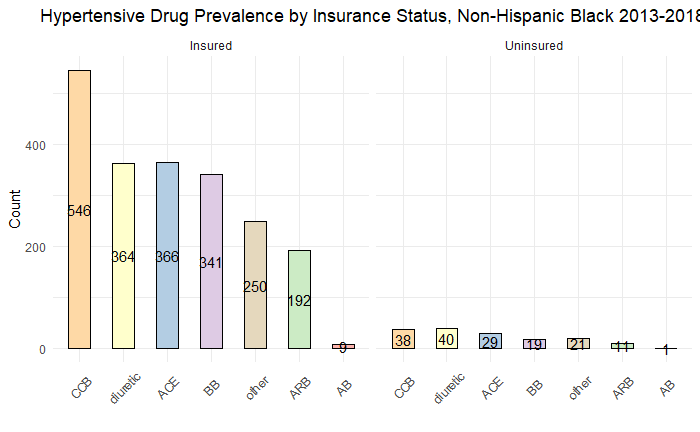 Hypertensive Drug Prevalence by Insurance Status, Non-Hispanic Black 2013-2018
Insured
Uninsured
Count
400
200
0
546
364
366
341
250
192
9
38
40
29
19
21
11
1
CCB
diuretic
ACE
BB
other
ARB
AB
CCB
diuretic
ACE
BB
other
ARB
AB